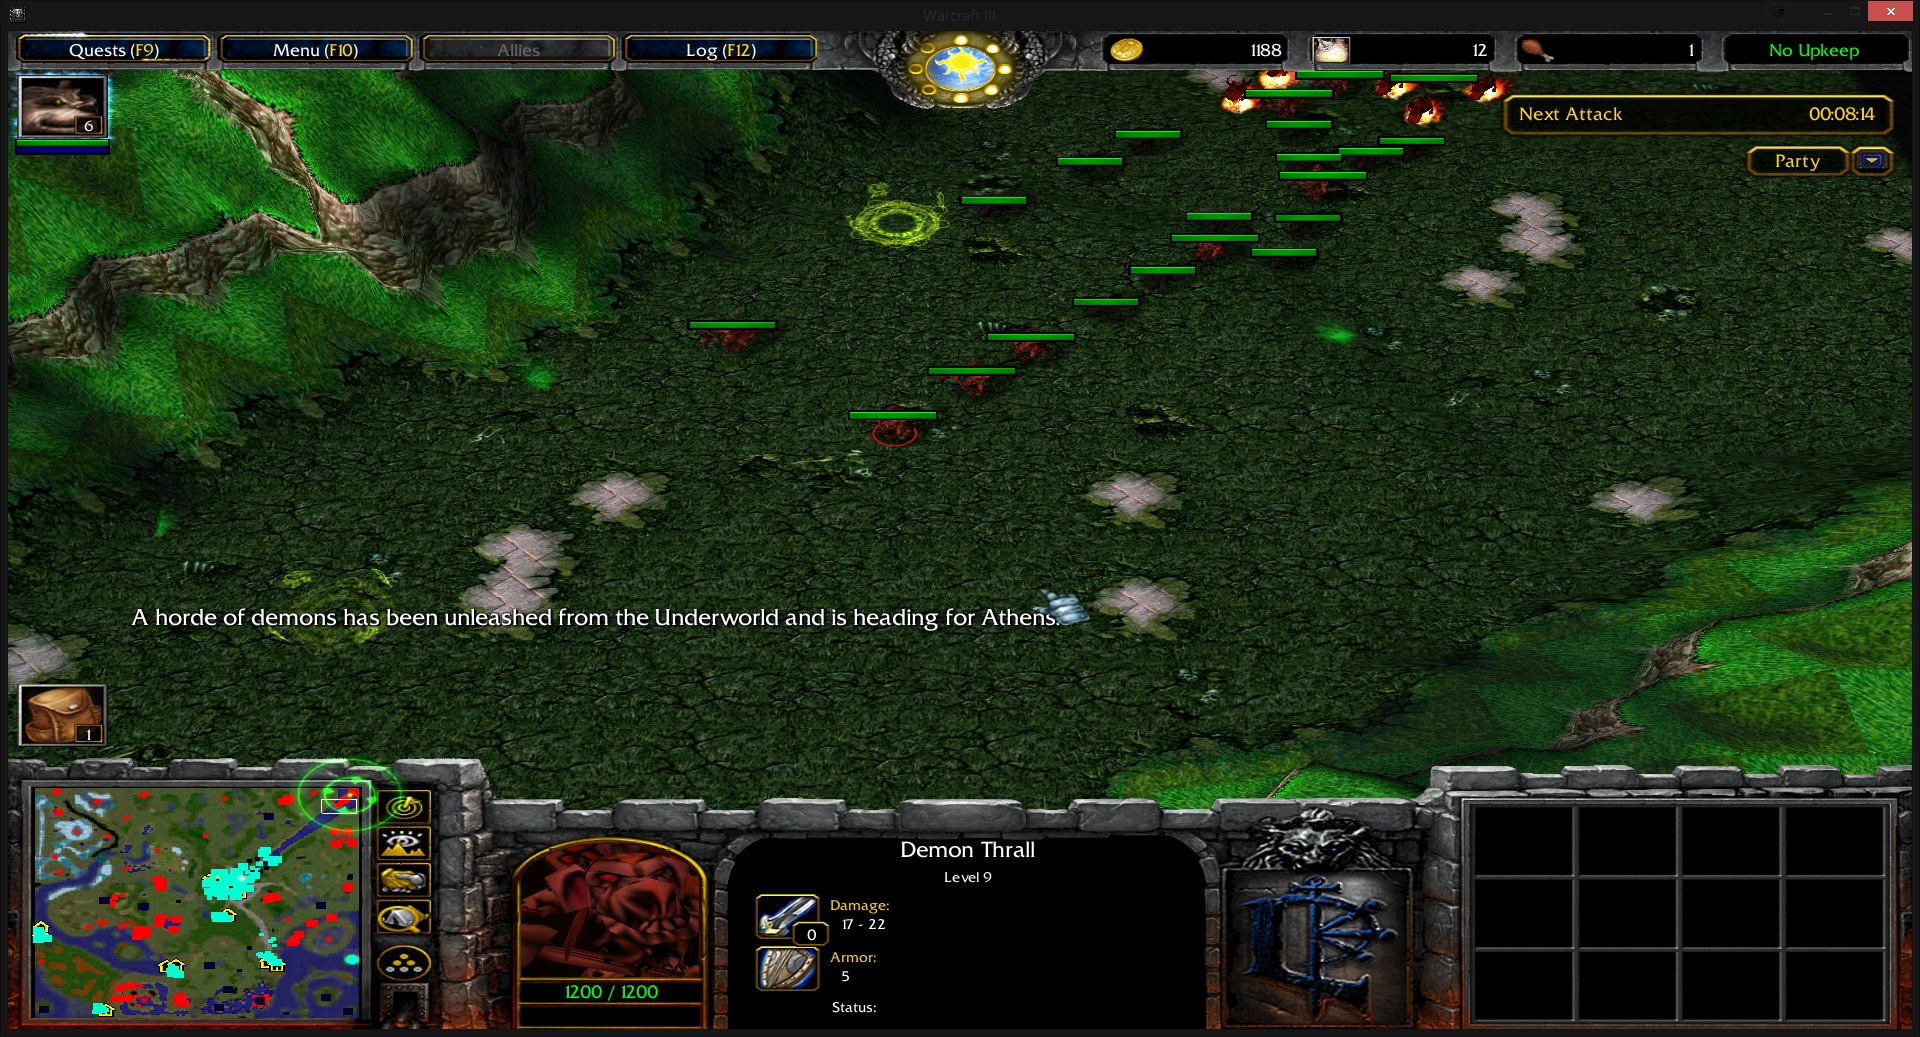 Warcraft III
Quests (F9)
Menu (F10)
Allies
Log (F12)
1188
12
1
No Upkeep
6
Next Attack 00:08:14
Party
A horde of demons has been unleashed from the Underworld and is heading for Athens.
1
Demon Thrall
Level 9
Damage:
17 - 22
0
Armor:
5
1200 / 1200
Status: